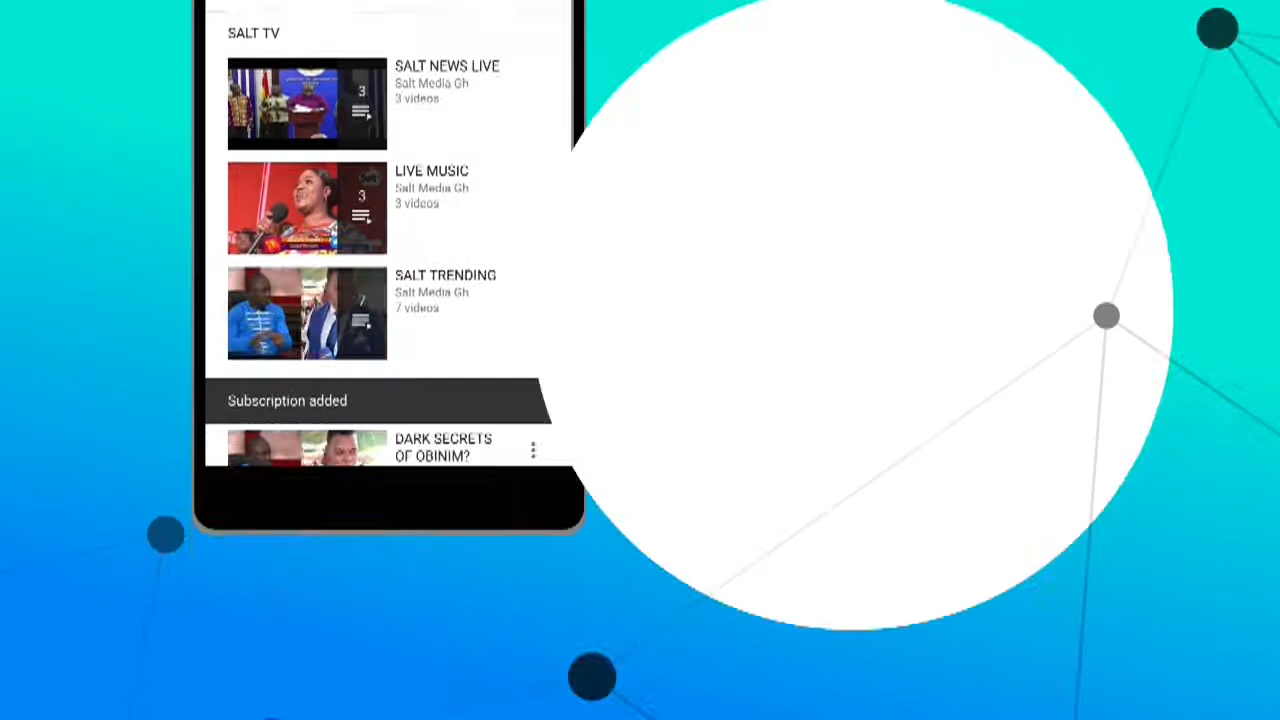 SALT TV
SALT NEWS LIVE
Salt Media Gh
3 videos
3
LIVE MUSIC
Salt Media Gh
3 videos
3
SALT TRENDING
Salt Media Gh
7 videos
7
Subscription added
DARK SECRETS
OF OBINIM?